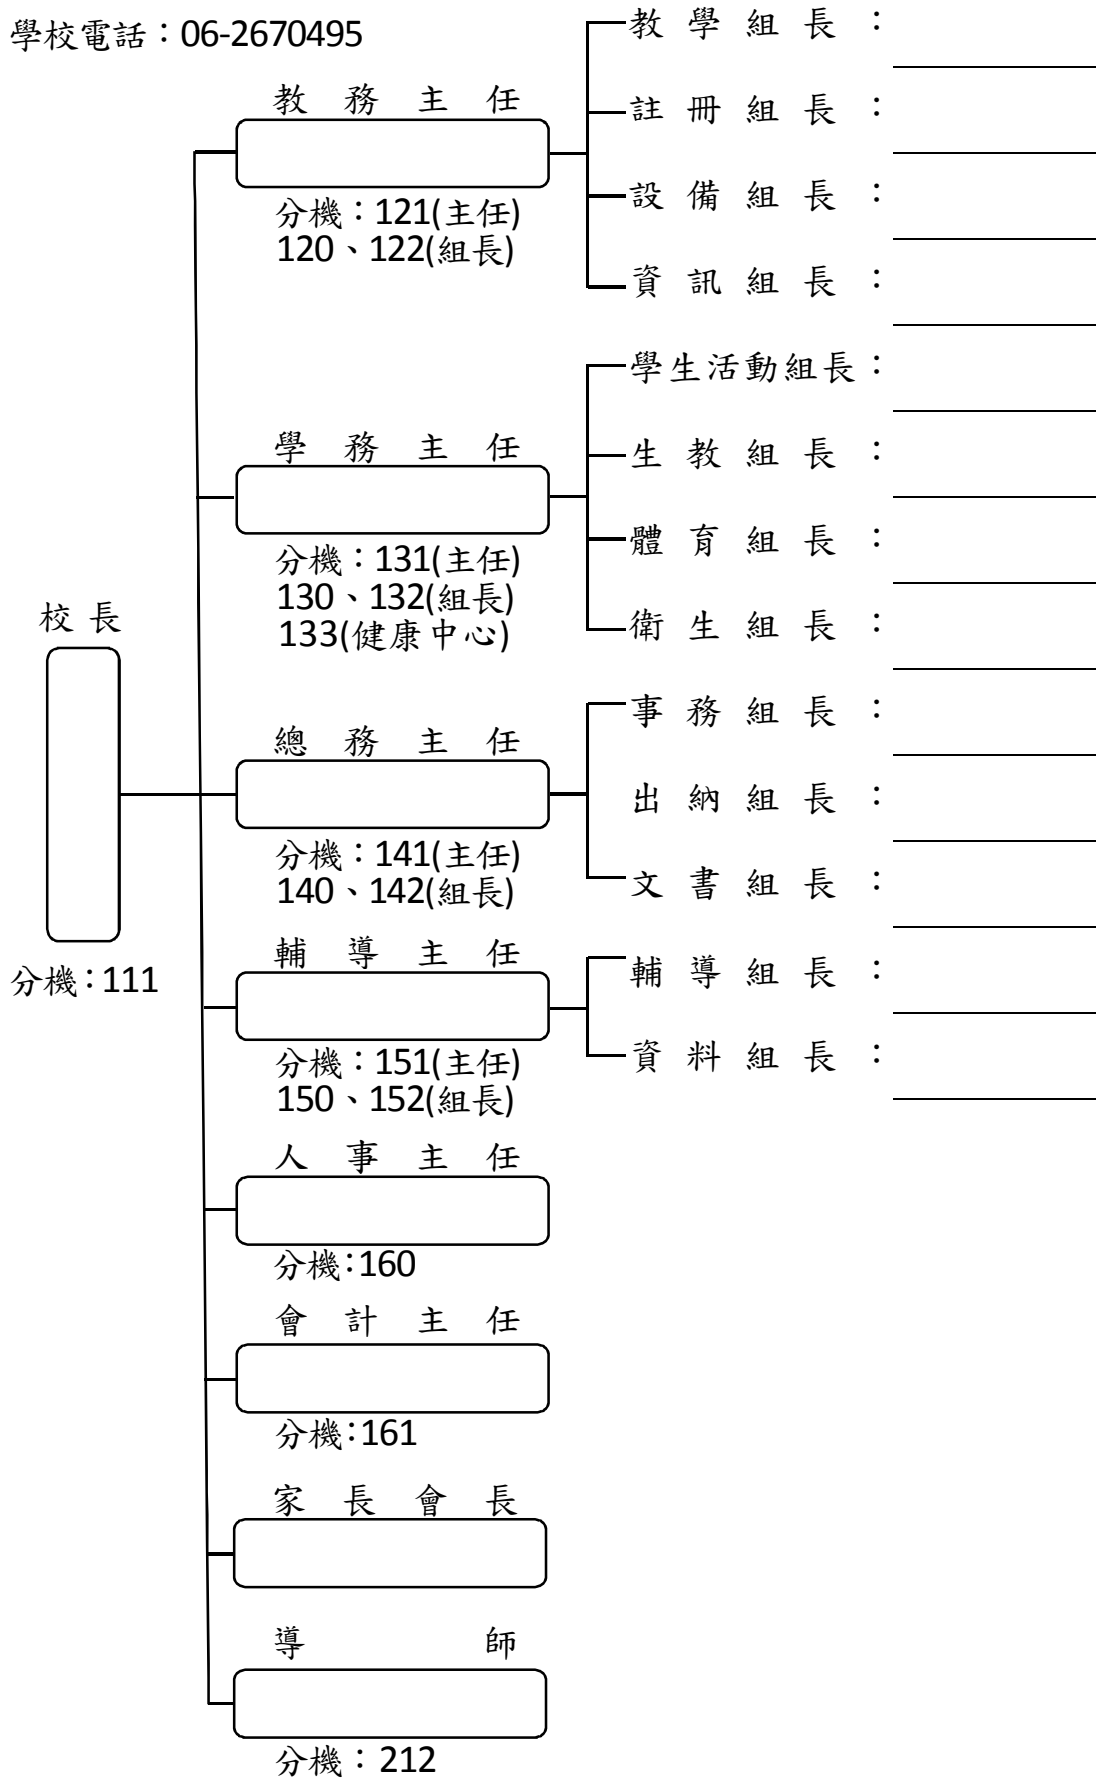 學校電話：06-2670495
校長
分機：111
教務主任
分機：121(主任)
120、122(組長)
教學組長：
註冊組長：
設備組長：
資訊組長：
學務主任
分機：131(主任)
130、132(組長)
133(健康中心)
學生活動組長：
生教組長：
體育組長：
衛生組長：
總務主任
分機：141(主任)
140、142(組長)
事務組長：
出納組長：
文書組長：
輔導主任
分機：151(主任)
150、152(組長)
輔導組長：
資料組長：
人事主任
分機：160
會計主任
分機：161
家長會長
導師
分機：212